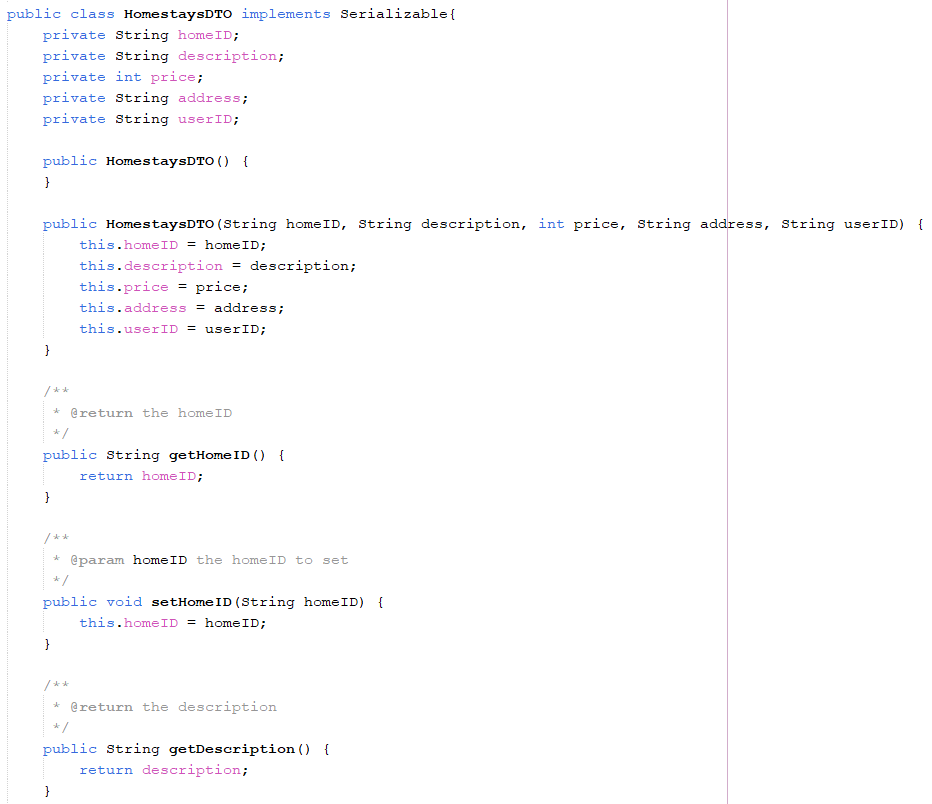 public class HomestaysDTO implements Serializable{
    private String homeID;
    private String description;
    private int price;
    private String address;
    private String userID;

    public HomestaysDTO() {
    }

    public HomestaysDTO(String homeID, String description, int price, String address, String userID) {
        this.homeID = homeID;
        this.description = description;
        this.price = price;
        this.address = address;
        this.userID = userID;
    }

    /**
     * @return the homeID
     */
    public String getHomeID() {
        return homeID;
    }

    /**
     * @param homeID the homeID to set
     */
    public void setHomeID(String homeID) {
        this.homeID = homeID;
    }

    /**
     * @return the description
     */
    public String getDescription() {
        return description;
    }